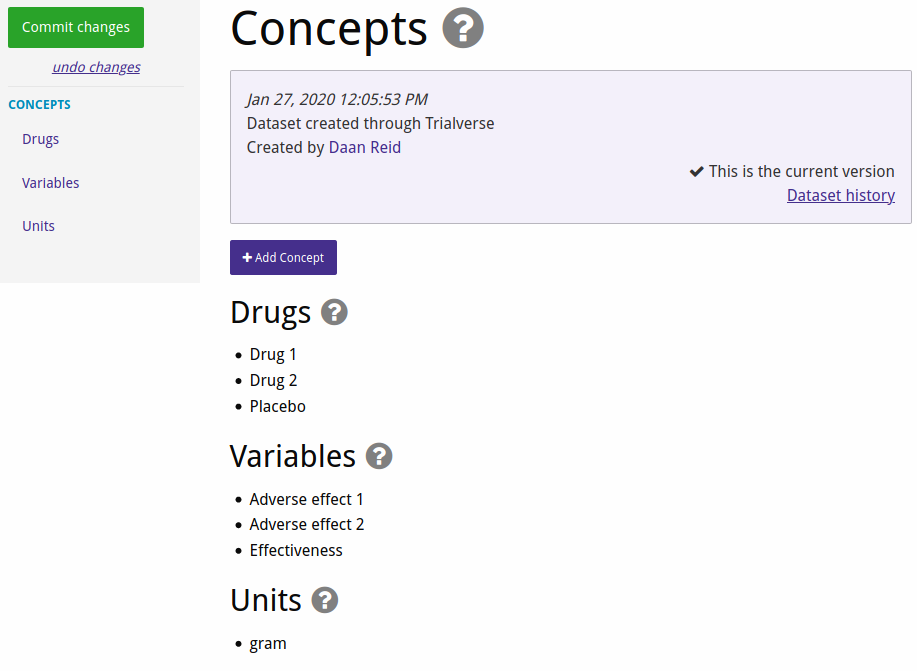 Commit changes
undo changes
CONCEPTS
Drugs
Variables
Units
Concepts ?
Jan 27, 2020 12:05:53 PM
Dataset created through Trialverse
Created by Daan Reid
✔ This is the current version
Dataset history
+ Add Concept
Drugs ?
• Drug 1
• Drug 2
• Placebo
Variables ?
• Adverse effect 1
• Adverse effect 2
• Effectiveness
Units ?
• gram